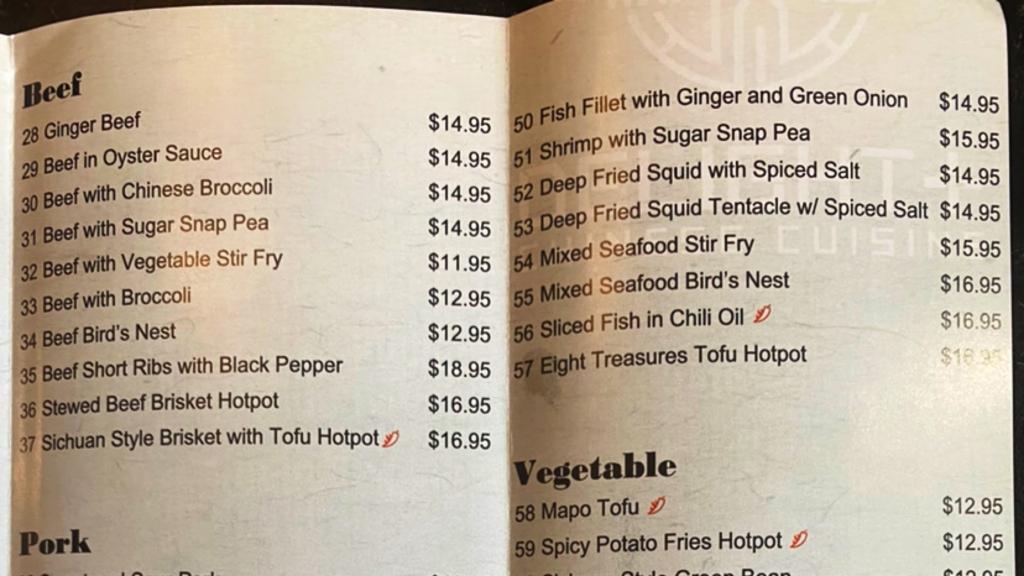 Beef
28 Ginger Beef $14.95
29 Beef in Oyster Sauce $14.95
30 Beef with Chinese Broccoli $14.95
31 Beef with Sugar Snap Pea $14.95
32 Beef with Vegetable Stir Fry $11.95
33 Beef with Broccoli $12.95
34 Beef Bird's Nest $12.95
35 Beef Short Ribs with Black Pepper $18.95
36 Stewed Beef Brisket Hotpot $16.95
37 Sichuan Style Brisket with Tofu Hotpot $16.95
Pork
50 Fish Fillet with Ginger and Green Onion $14.95
51 Shrimp with Sugar Snap Pea $15.95
52 Deep Fried Squid with Spiced Salt $14.95
53 Deep Fried Squid Tentacle w/ Spiced Salt $14.95
54 Mixed Seafood Stir Fry $15.95
55 Mixed Seafood Bird's Nest $16.95
56 Sliced Fish in Chili Oil $16.95
57 Eight Treasures Tofu Hotpot $16.95
Vegetable
58 Mapo Tofu $12.95
59 Spicy Potato Fries Hotpot $12.95